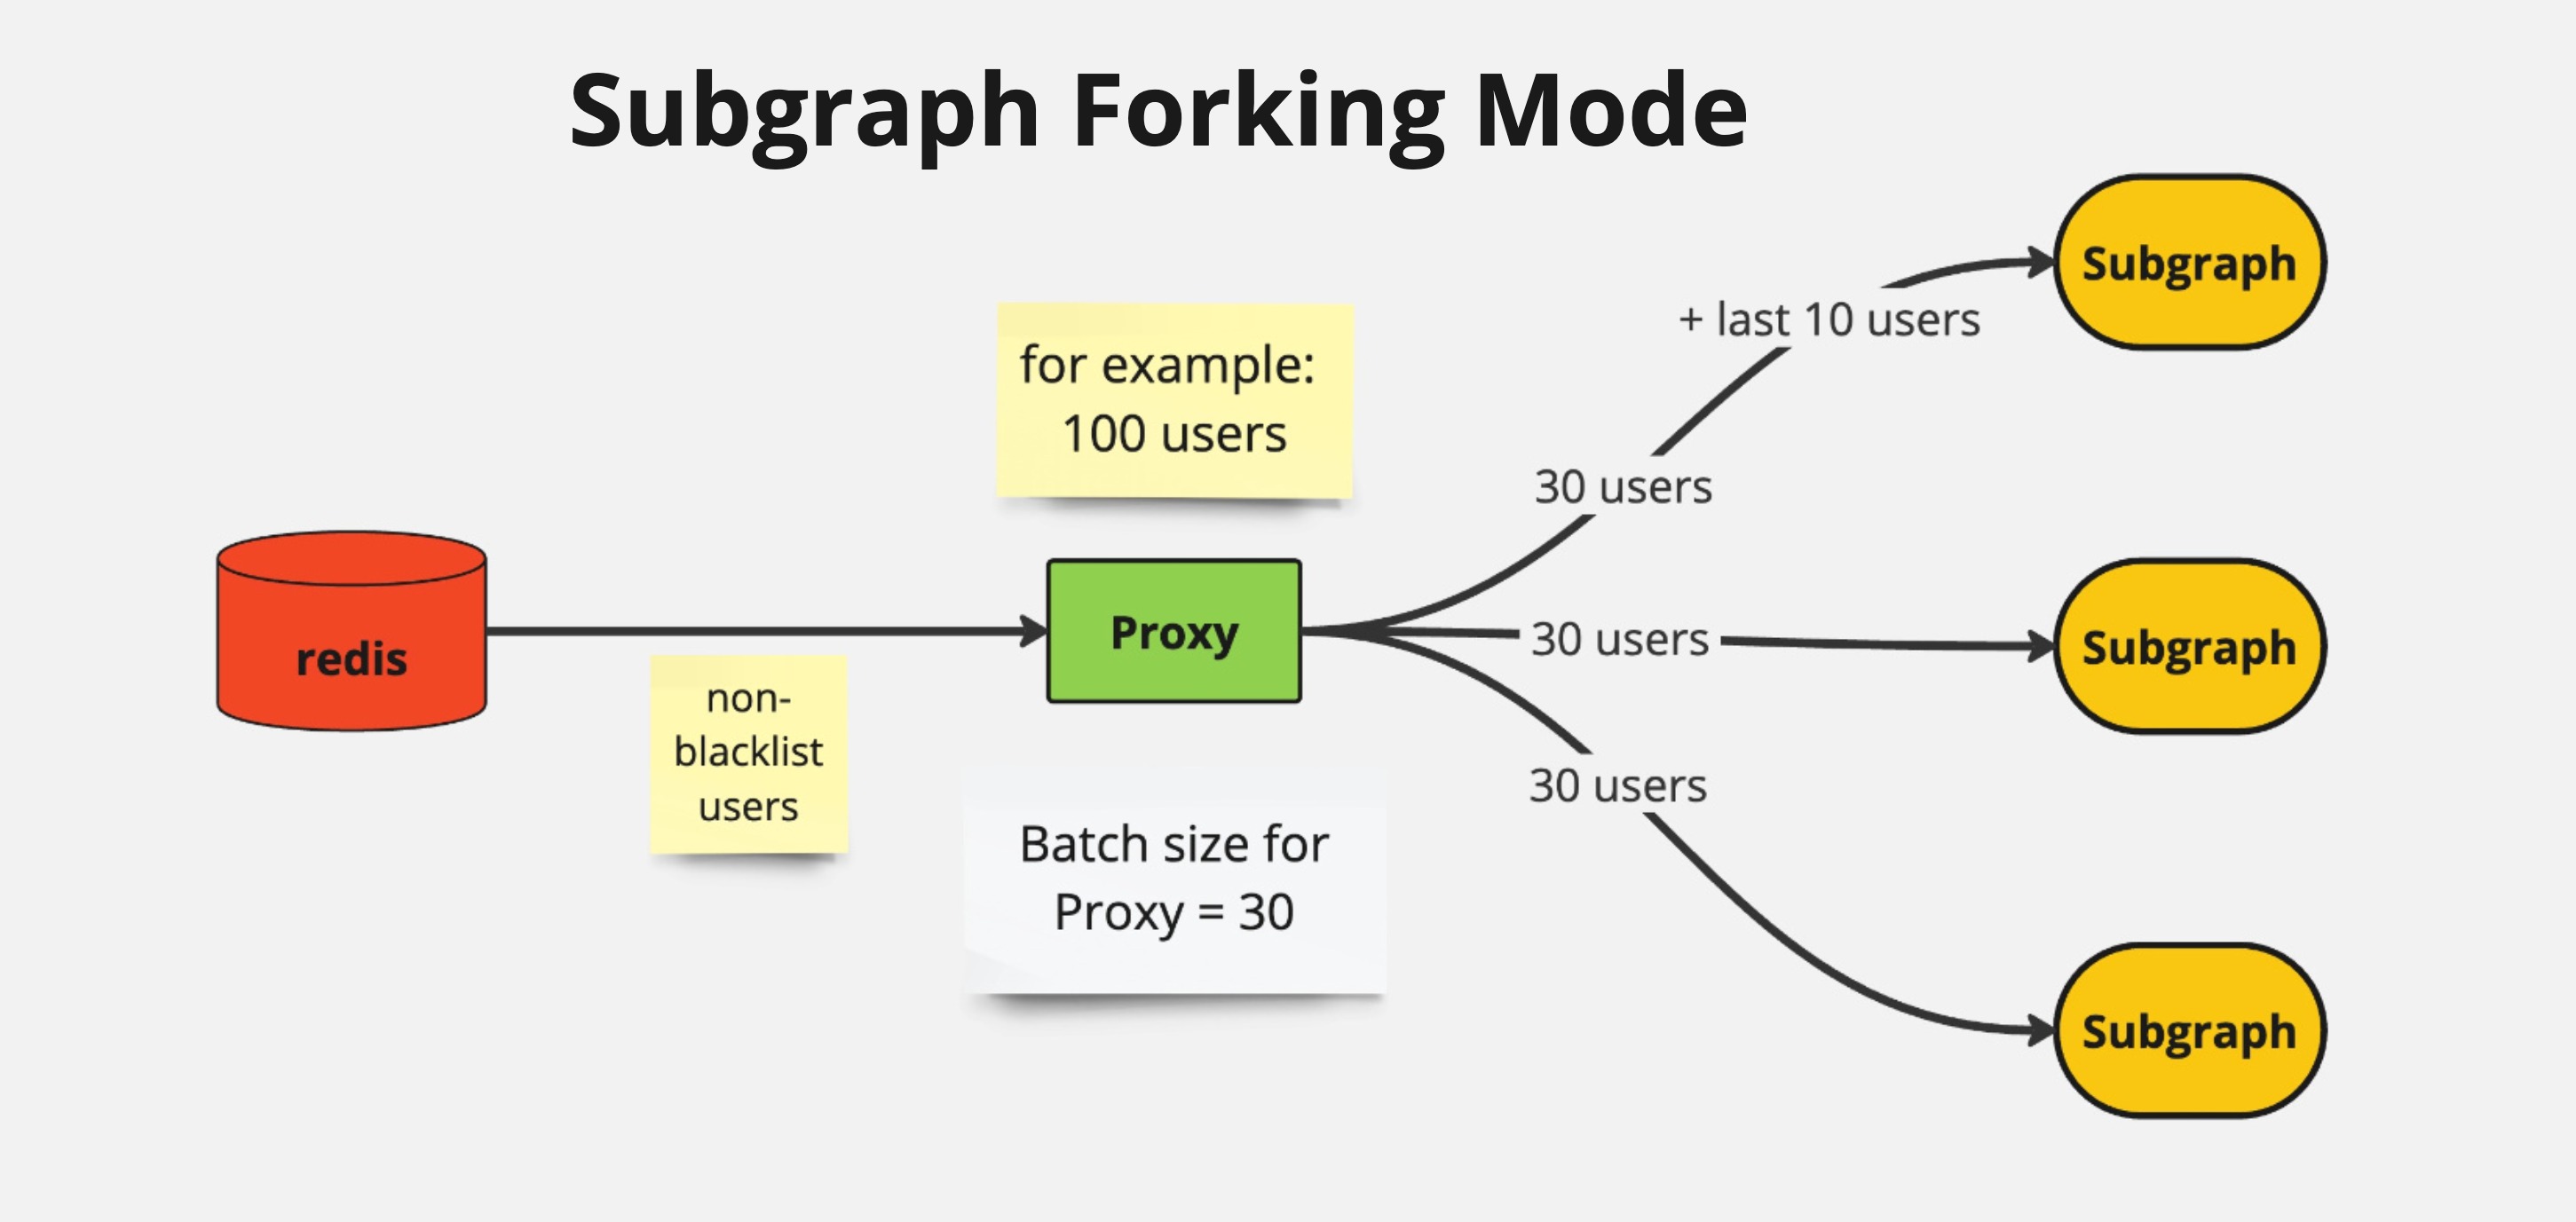 Subgraph Forking Mode
Subgraph
+ last 10 users
for example:
100 users
30 users
redis
Proxy
30 users
Subgraph
non-
blacklist
users
30 users
Batch size for
Proxy = 30
Subgraph